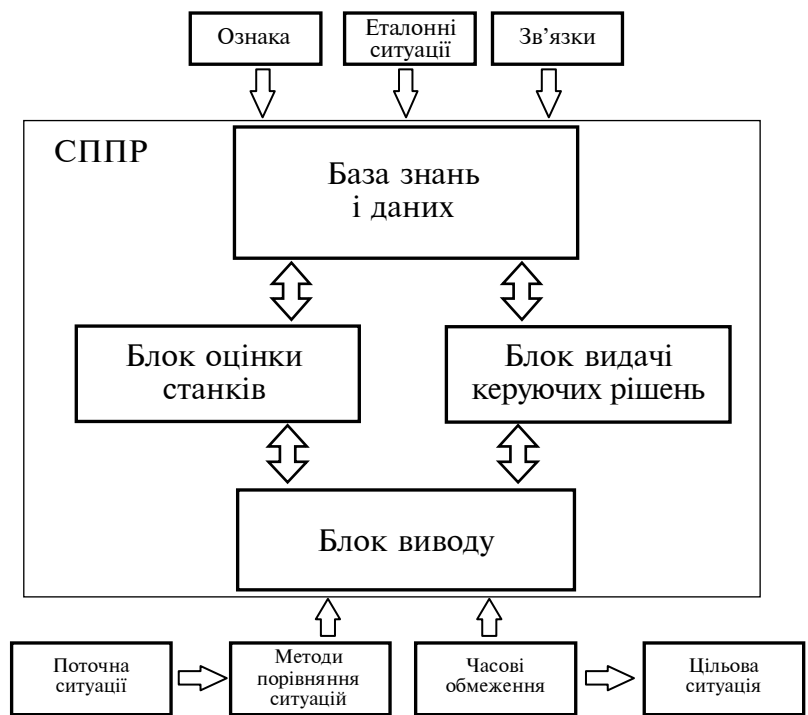 Ознака
Еталонні
ситуації
Зв’язки
СППР
База знань
і даних
Блок оцінки
станків
Блок видачі
керуючих рішень
Блок виводу
Поточна
ситуації
Методи
порівняння
ситуацій
Часові
обмеження
Цільова
ситуація